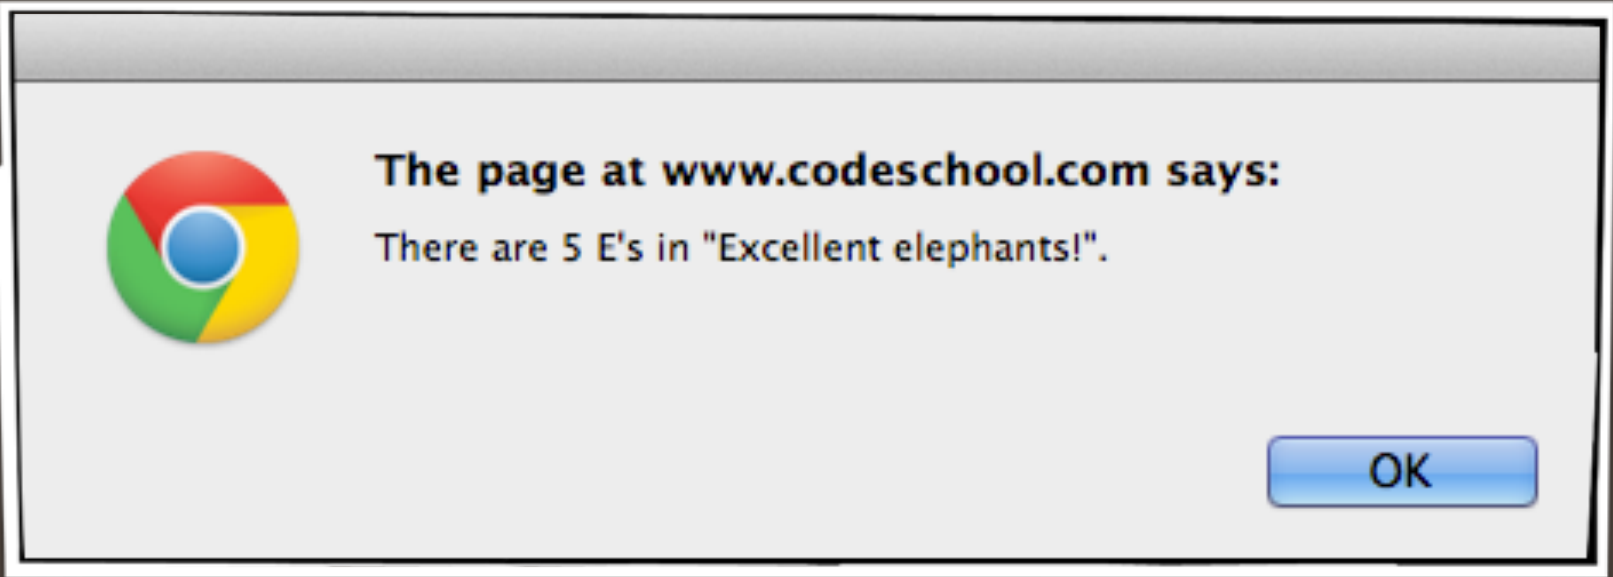 The page at www.codeschool.com says:
There are 5 E's in "Excellent elephants!".
OK